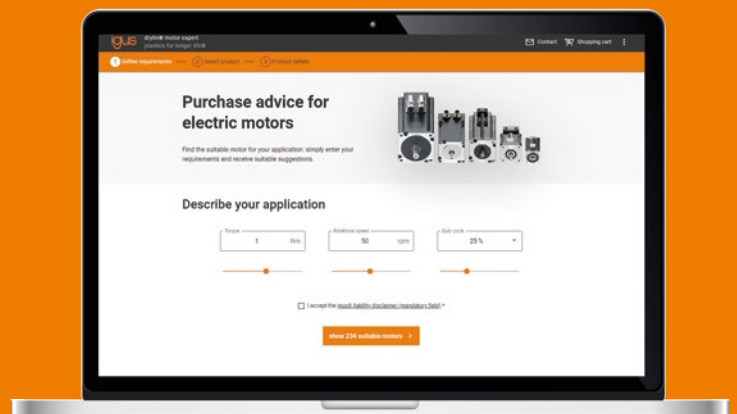 igus
drylin® motor expert
plastics for longer life®
Contact
Shopping cart
1 Define requirements
2 Select product
3 Product details
Purchase advice for
electric motors
Find the suitable motor for your application: simply enter your
requirements and receive suitable suggestions.
Describe your application
Torque
1 Nm
Rotational speed
50 rpm
Duty cycle
25 %
I accept the igus® liability disclaimer (mandatory field) *
show 234 suitable motors >